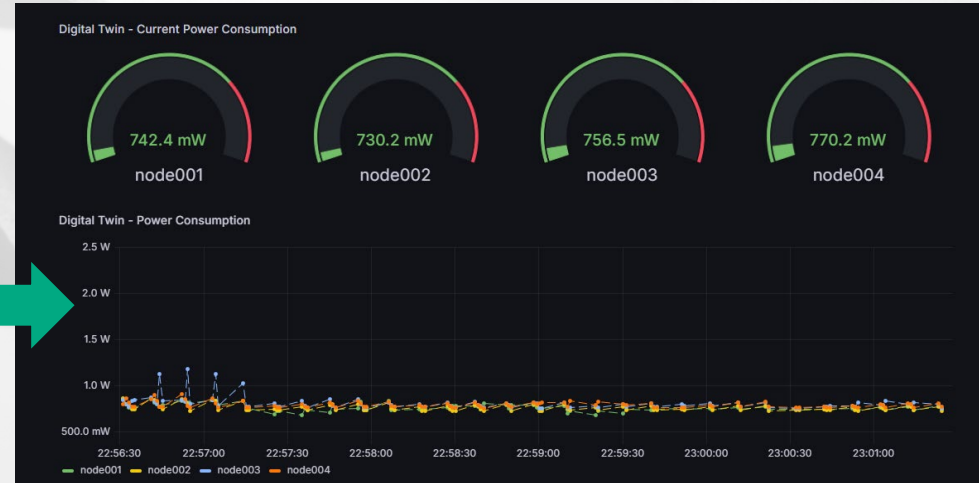 Digital Twin - Current Power Consumption
742.4 mW 730.2 mW 756.5 mW 770.2 mW
node001 node002 node003 node004
Digital Twin - Power Consumption
2.5 W
2.0 W
1.5 W
1.0 W
500.0 mW
22:56:30 22:57:00 22:57:30 22:58:00 22:58:30 22:59:00 22:59:30 23:00:00 23:00:30 23:01:00
node001 node002 node003 node004